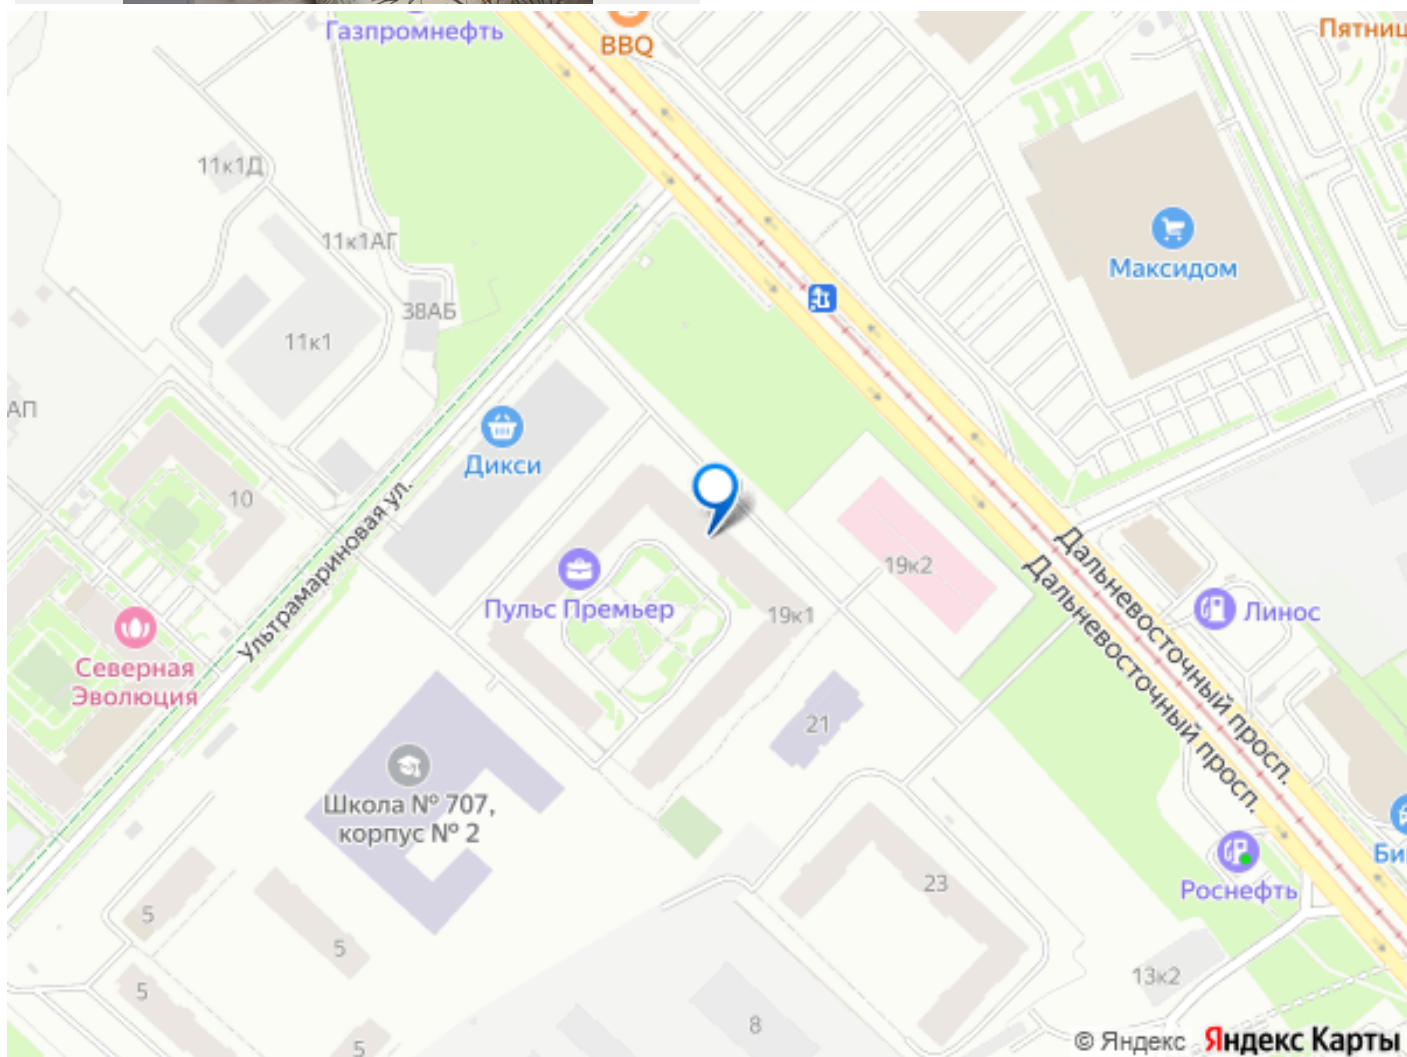 Газпромнефть
BBQ
Пятниц
11к1Д
11к1АГ
Максидом
38АБ
11к1
АП
Дикси
10
Ультрамариновая ул.
19к2
Дальневосточный просп.
Дальневосточный просп.
Пульс Премьер
19к1
Линос
Северная
Эволюция
21
Школа № 707,
корпус № 2
Би
23
Роснефть
5
5
5
13к2
8
5
© Яндекс Яндекс Карты